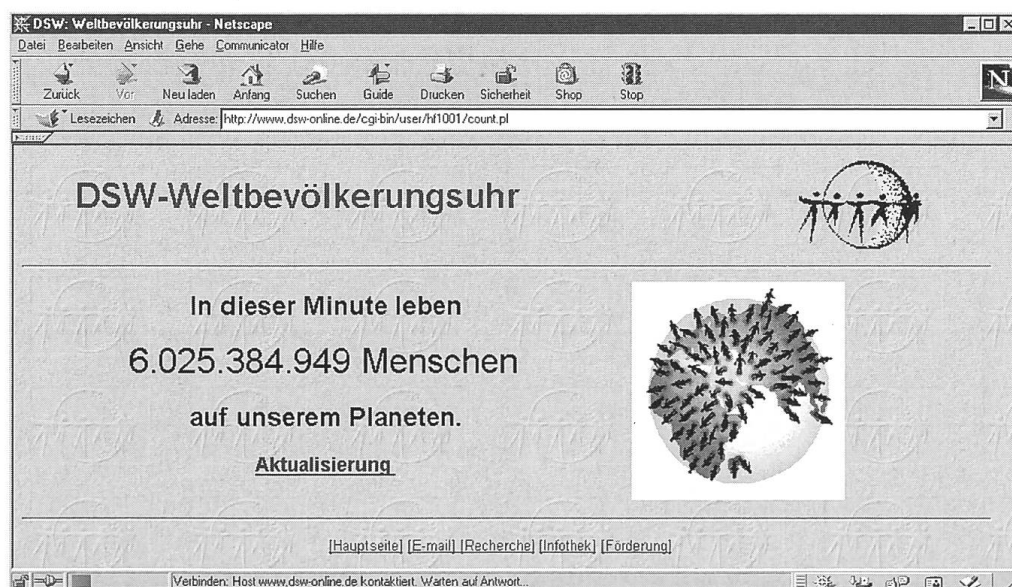 DSW: Weltbevölkerungsuhr - Netscape
Datei Bearbeiten Ansicht Gehe Communicator Hilfe
Zurück Vor Neu laden Anfang Suchen Guide Drucken Sicherheit Shop Stop
N
Lesezeichen Adresse: http://www.dsw-online.de/cgi-bin/user/hf1001/count.pl
DSW-Weltbevölkerungsuhr
In dieser Minute leben
6.025.384.949 Menschen
auf unserem Planeten.
Aktualisierung
[Hauptseite] [E-mail] [Recherche] [Infothek] [Förderung]
Verbinden: Host www.dsw-online.de kontaktiert. Warten auf Antwort...